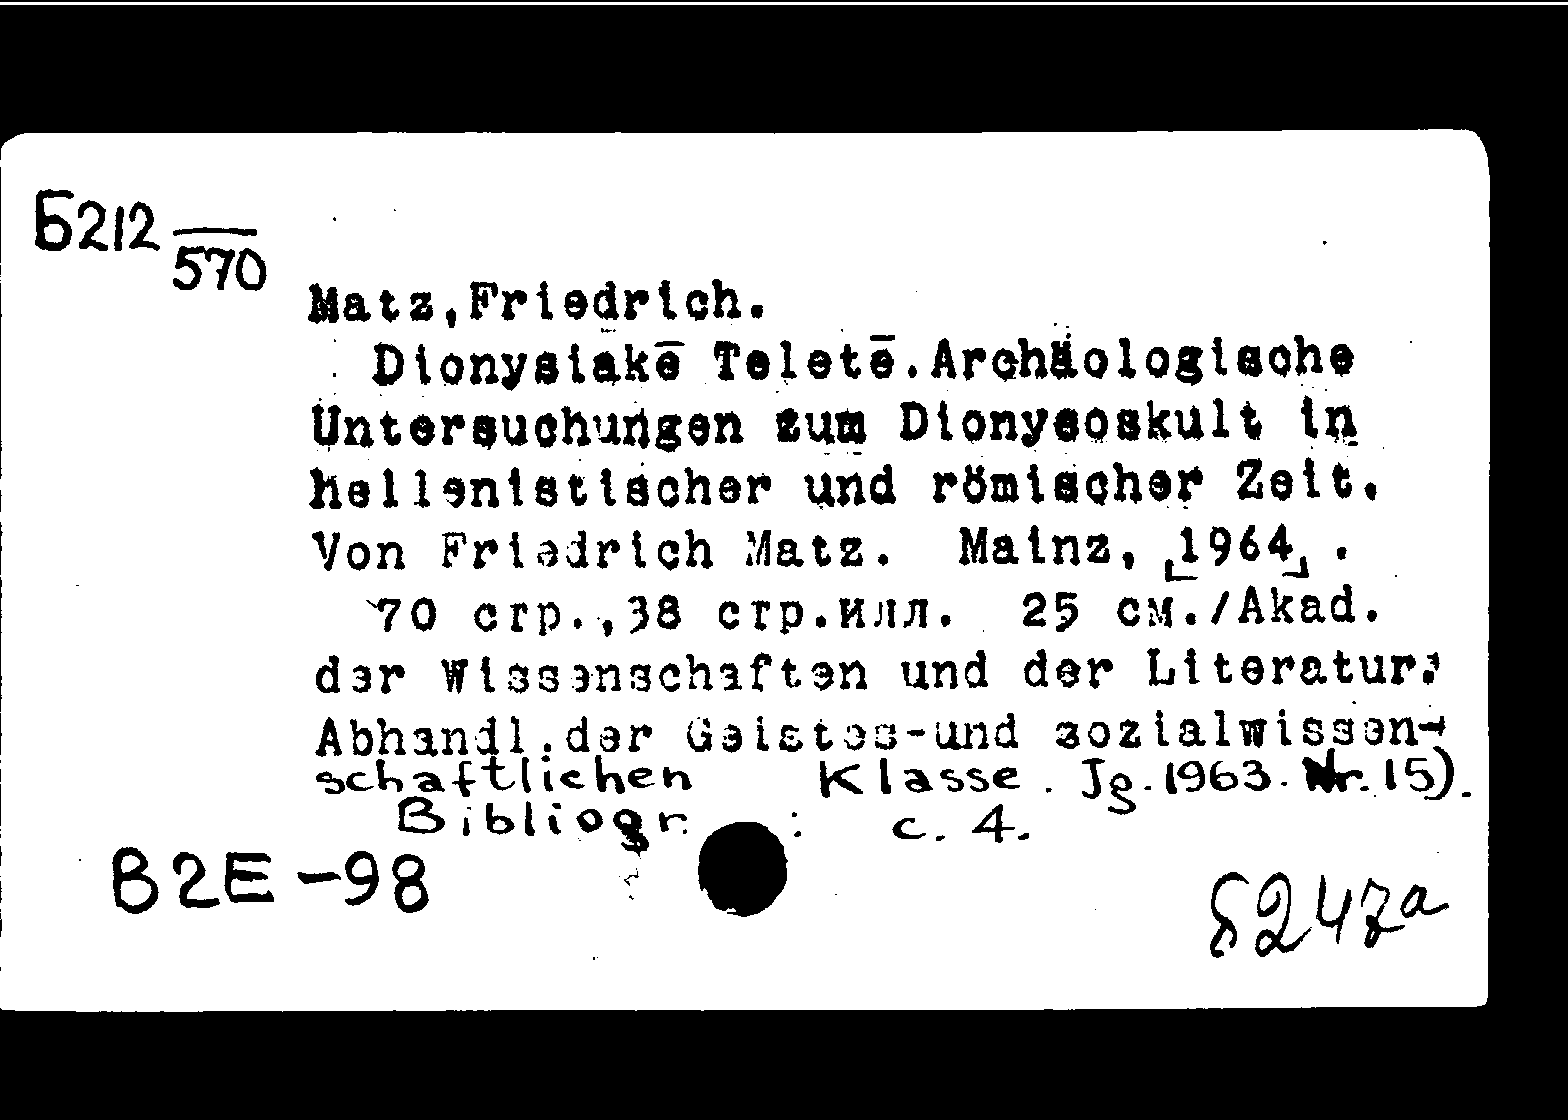 Б212
570
Matz,Friedrich.
Dionysiakē Teletē.Archäologische
Untersuchungen zum Dionysoskult in
hellenistischer und römischer Zeit.
Von Friedrich Matz. Mainz, [1964] .
70 стр.,38 стр.илл. 25 см./Akad.
der Wissenschaften und der Literatur.
Abhandl.der Geistes-und sozialwissen-
schaftlichen Klasse. Jg.1963. Nr.15).
Bibliogr.: с. 4.
В2Е-98